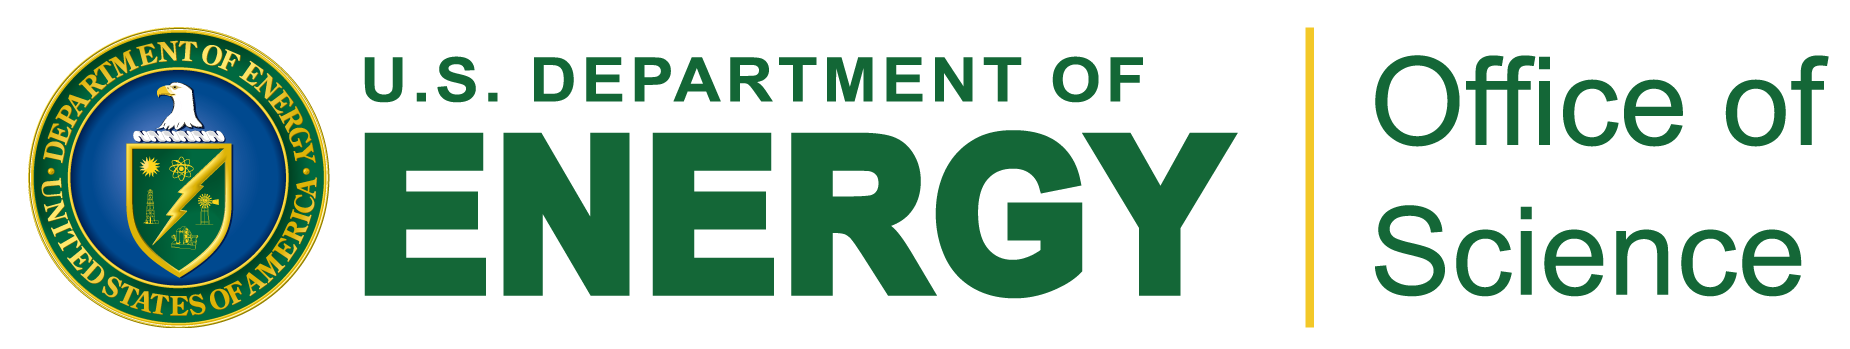 DEPARTMENT OF ENERGY
UNITED STATES OF AMERICA
U.S. DEPARTMENT OF
ENERGY
Office of
Science